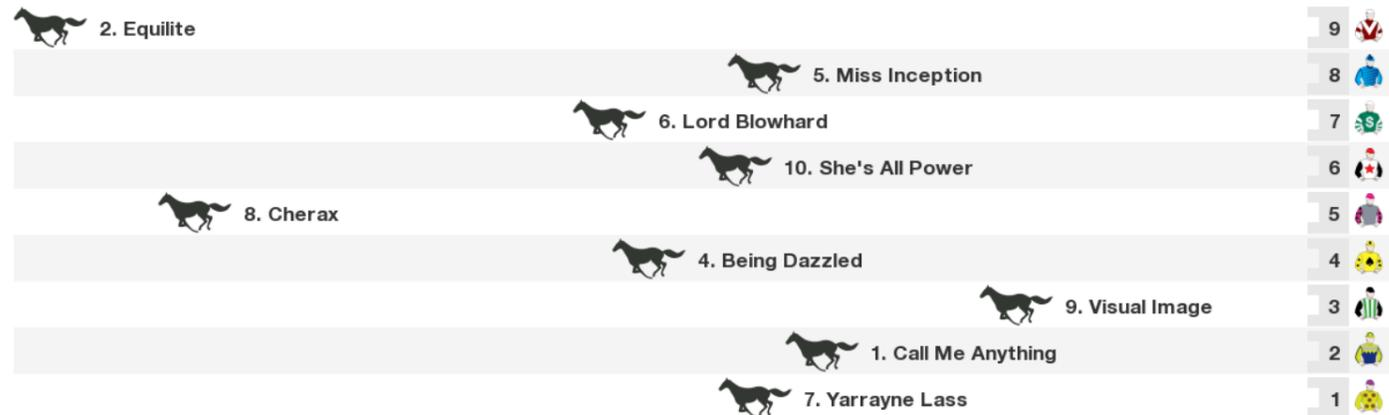 2. Equilite 9
5. Miss Inception 8
6. Lord Blowhard 7
S
10. She's All Power 6
8. Cherax 5
4. Being Dazzled 4
9. Visual Image 3
1. Call Me Anything 2
7. Yarrayne Lass 1